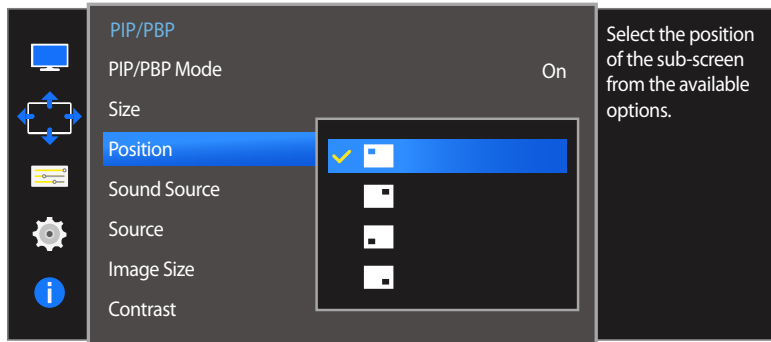 PIP/PBP
PIP/PBP Mode On
Size
Position
Sound Source
Source
Image Size
Contrast
Select the position
of the sub-screen
from the available
options.